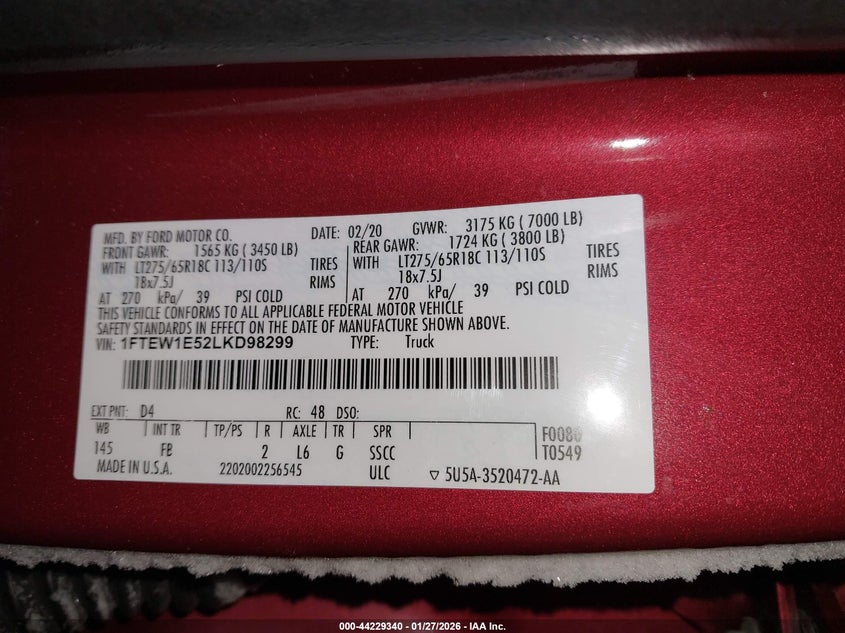 MFD. BY FORD MOTOR CO. DATE: 02/20 GVWR: 3175 KG ( 7000 LB)
FRONT GAWR: 1565 KG ( 3450 LB) REAR GAWR: 1724 KG ( 3800 LB)
WITH LT275/65R18C 113/110S TIRES WITH LT275/65R18C 113/110S TIRES
18x7.5J RIMS 18x7.5J RIMS
AT 270 kPa/ 39 PSI COLD AT 270 kPa/ 39 PSI COLD
THIS VEHICLE CONFORMS TO ALL APPLICABLE FEDERAL MOTOR VEHICLE
SAFETY STANDARDS IN EFFECT ON THE DATE OF MANUFACTURE SHOWN ABOVE.
VIN: 1FTEW1E52LKD98299 TYPE: Truck
EXT PNT: D4 RC: 48 DSO:
WB INT TR TP/PS R AXLE TR SPR F0080
145 FB 2 L6 G SSCC T0549
MADE IN U.S.A. 2202002256545 ULC 5U5A-3520472-AA
000-44229340 - 01/27/2026 - IAA Inc.